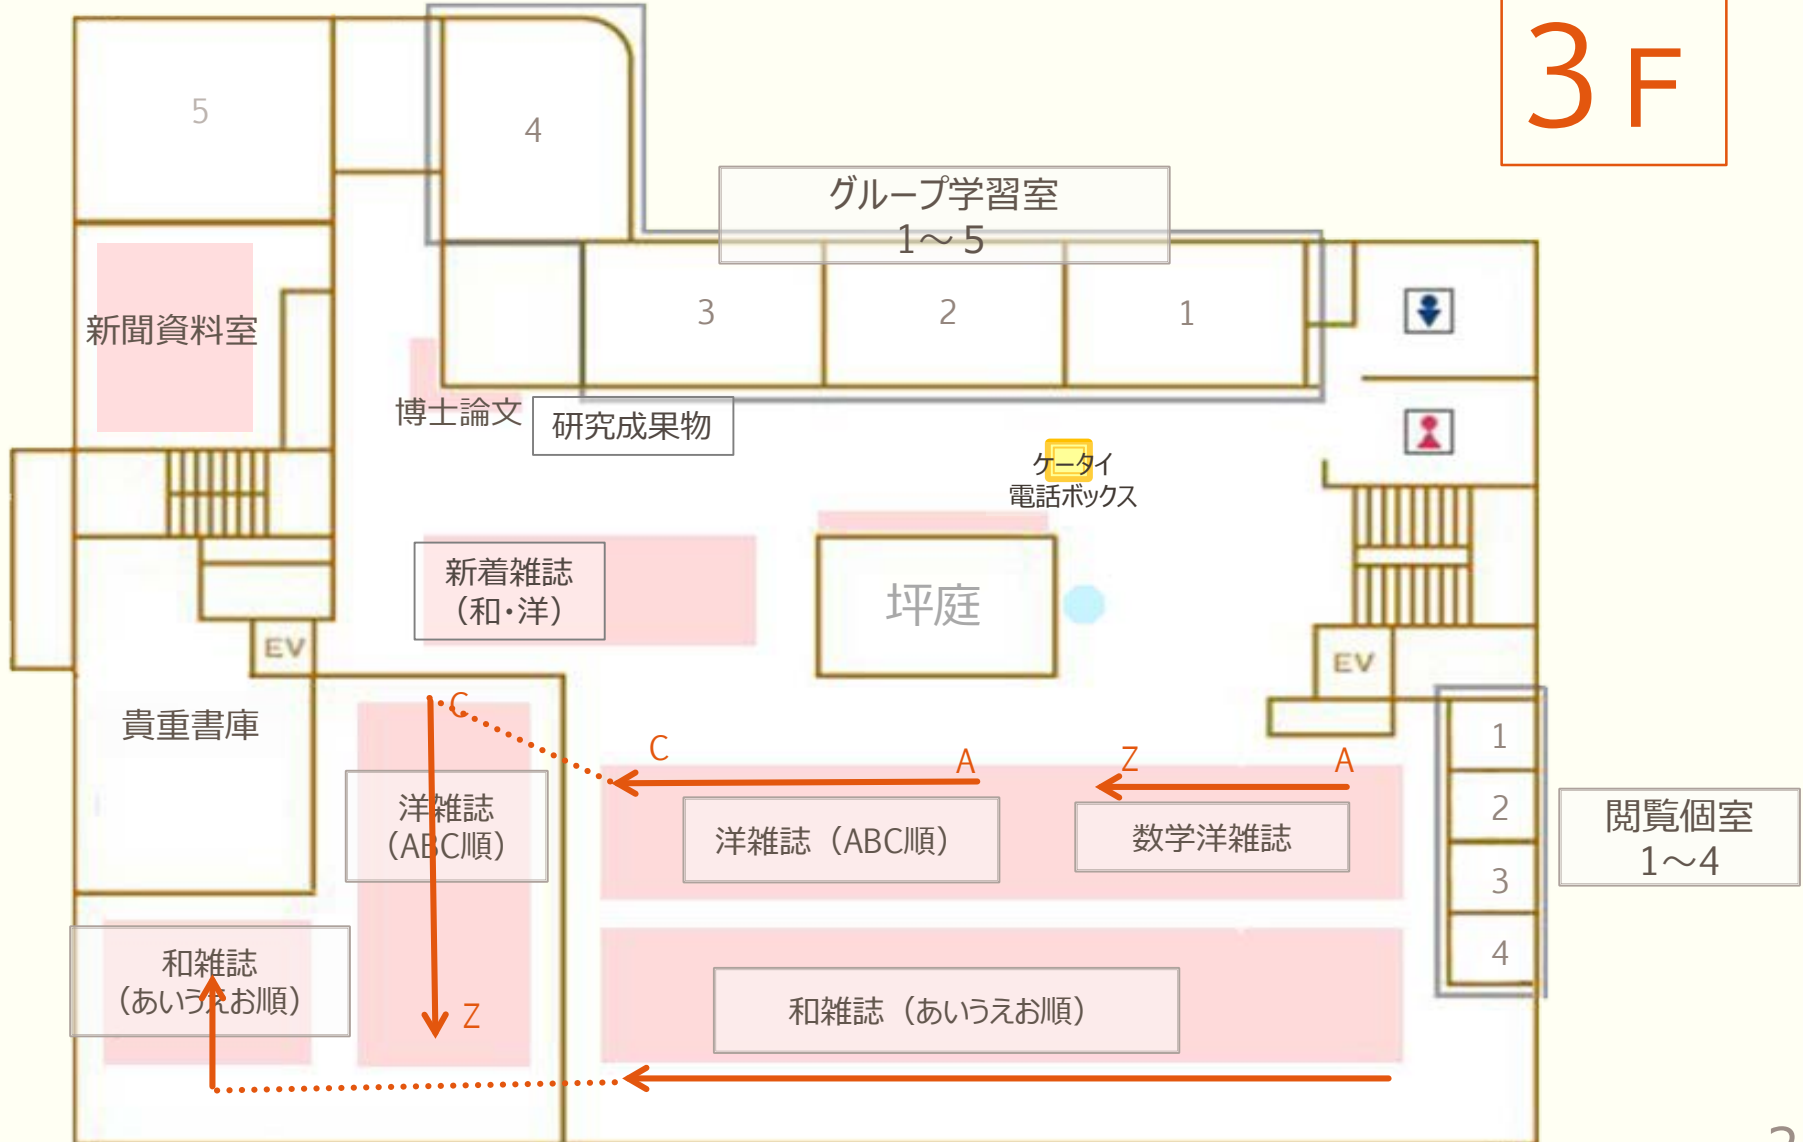 3F
5
4
グループ学習室
1～5
3
2
1
新聞資料室
博士論文
研究成果物
ケータイ
電話ボックス
新着雑誌
（和・洋）
坪庭
EV
EV
貴重書庫
C
C
A
Z
A
洋雑誌
（ABC順）
洋雑誌（ABC順）
数学洋雑誌
1
2
3
4
閲覧個室
1～4
和雑誌
（あいうえお順）
Z
和雑誌（あいうえお順）